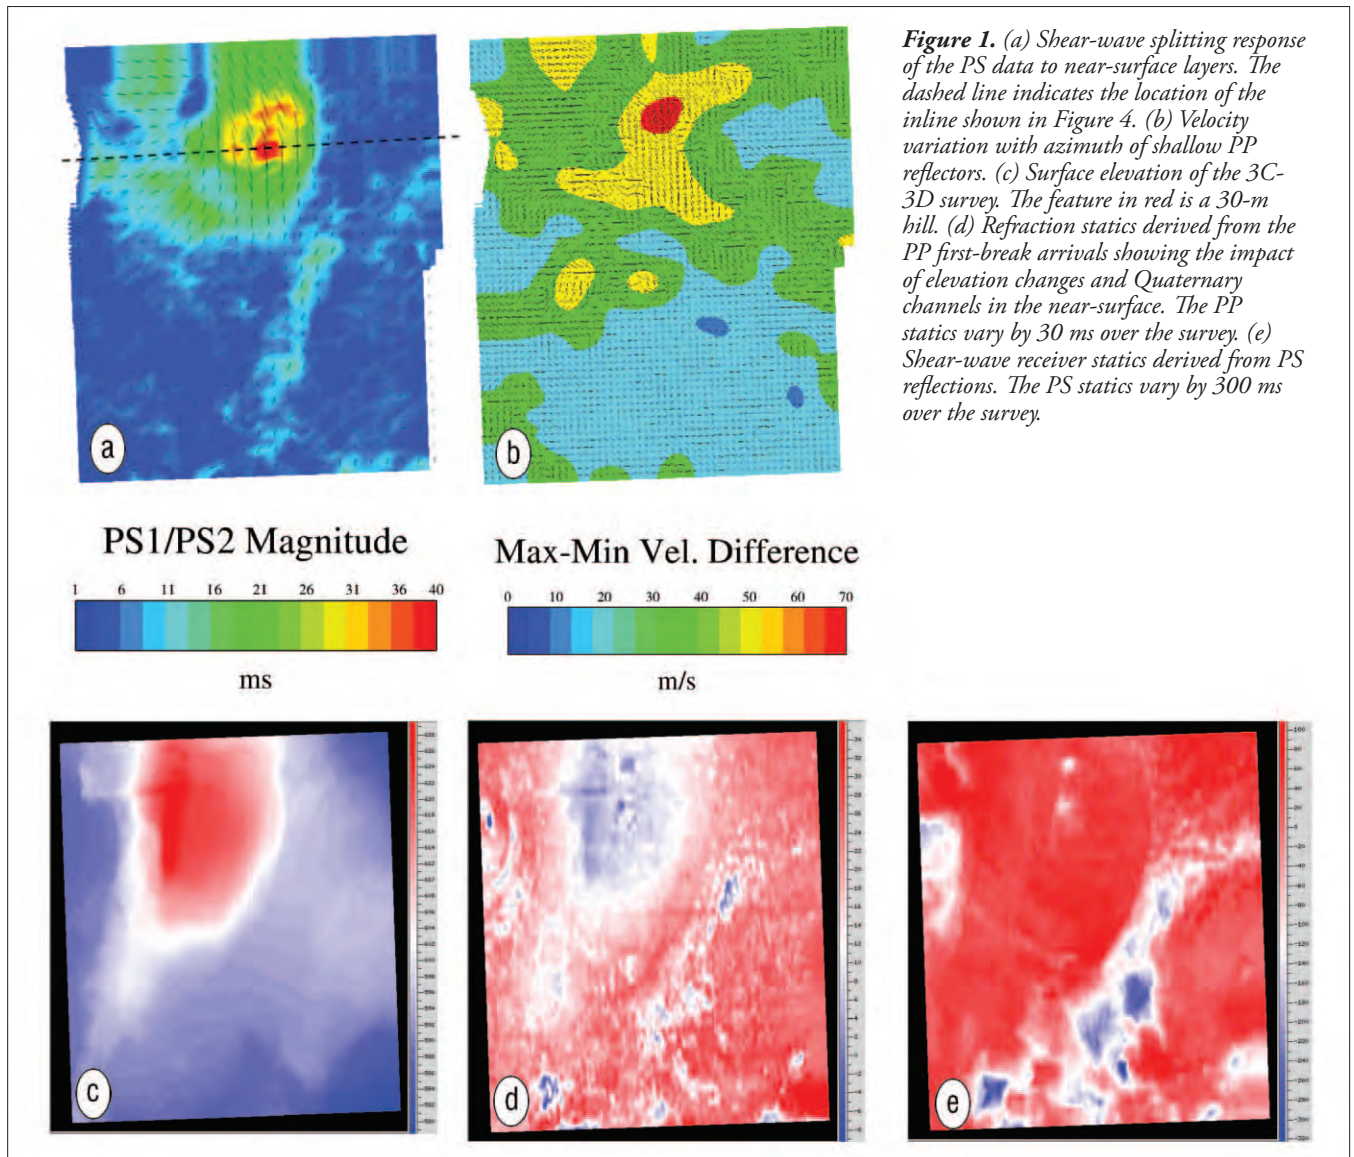 Figure 1. (a) Shear-wave splitting response
of the PS data to near-surface layers. The
dashed line indicates the location of the
inline shown in Figure 4. (b) Velocity
variation with azimuth of shallow PP
reflectors. (c) Surface elevation of the 3C-
3D survey. The feature in red is a 30-m
hill. (d) Refraction statics derived from the
PP first-break arrivals showing the impact
of elevation changes and Quaternary
channels in the near-surface. The PP
statics vary by 30 ms over the survey. (e)
Shear-wave receiver statics derived from PS
reflections. The PS statics vary by 300 ms
over the survey.
a
b
PS1/PS2 Magnitude
1 6 11 16 21 26 31 36 40
ms
Max-Min Vel. Difference
0 10 20 30 40 50 60 70
m/s
c
d
e